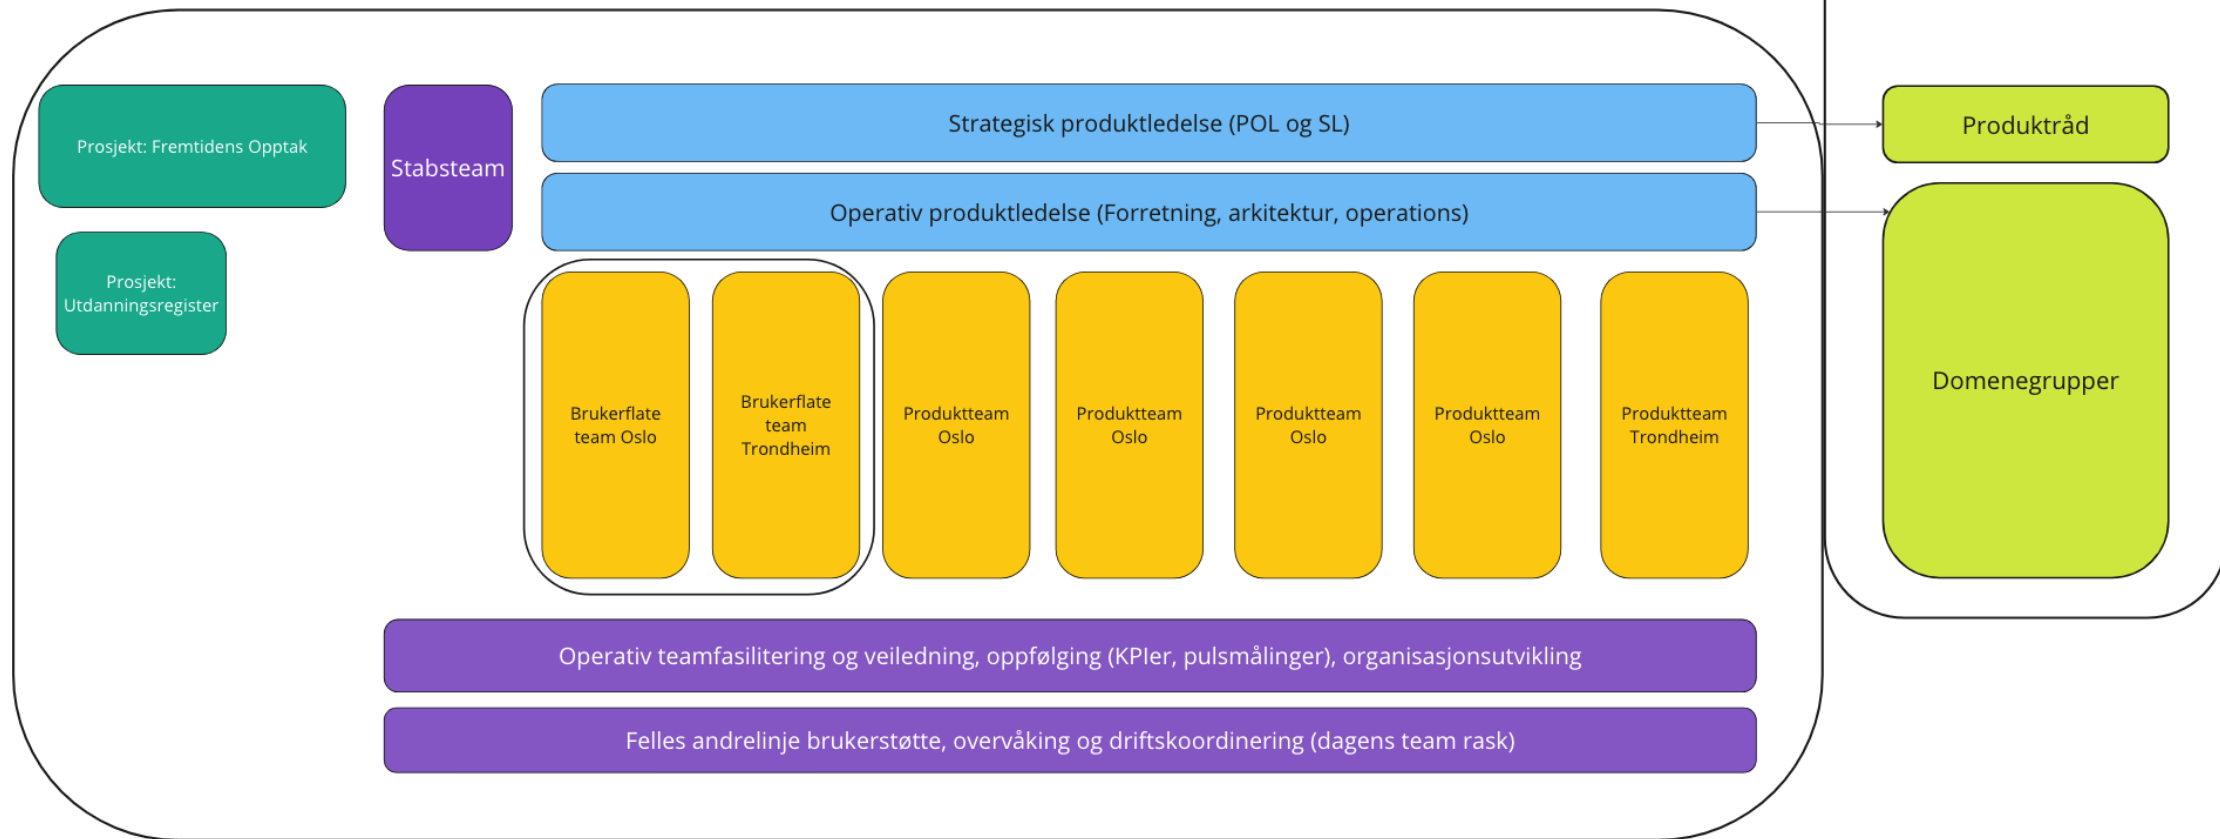 Prosjekt: Fremtidens Opptak
Prosjekt:
Utdanningsregister
Stabsteam
Strategisk produktledelse (POL og SL)
Operativ produktledelse (Forretning, arkitektur, operations)
Brukerflate
team Oslo
Brukerflate
team
Trondheim
Produktteam
Oslo
Produktteam
Oslo
Produktteam
Oslo
Produktteam
Oslo
Produktteam
Trondheim
Operativ teamfasilitering og veiledning, oppfølging (KPIer, pulsmålinger), organisasjonsutvikling
Felles andrelinje brukerstøtte, overvåking og driftskoordinering (dagens team rask)
Produktråd
Domenegrupper